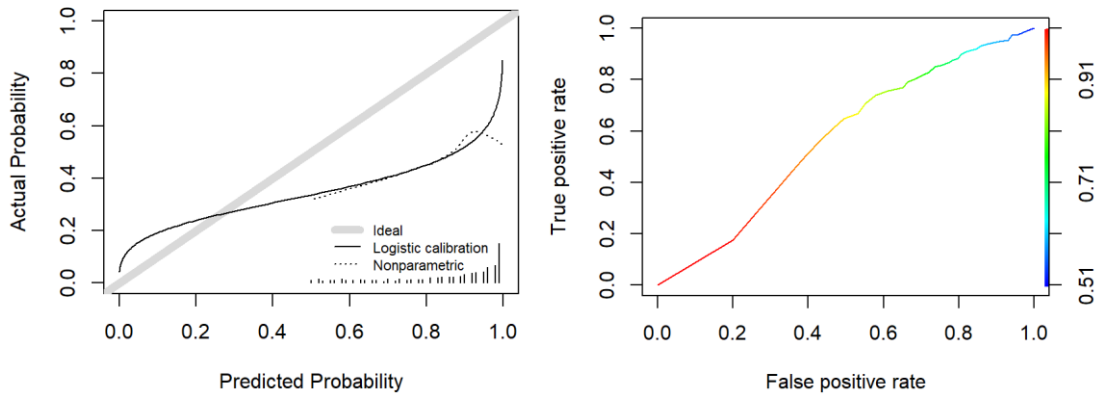 Actual Probability
1.0
0.8
0.6
0.4
0.2
0.0
Ideal
Logistic calibration
Nonparametric
0.0 0.2 0.4 0.6 0.8 1.0
Predicted Probability
True positive rate
1.0
0.8
0.6
0.4
0.2
0.0
0.0 0.2 0.4 0.6 0.8 1.0
False positive rate
0.91
0.71
0.51